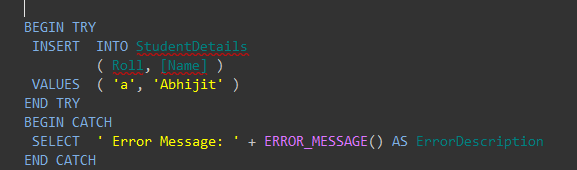 BEGIN TRY
INSERT INTO StudentDetails
( Roll, [Name] )
VALUES ( 'a', 'Abhijit' )
END TRY
BEGIN CATCH
SELECT ' Error Message: ' + ERROR_MESSAGE() AS ErrorDescription
END CATCH